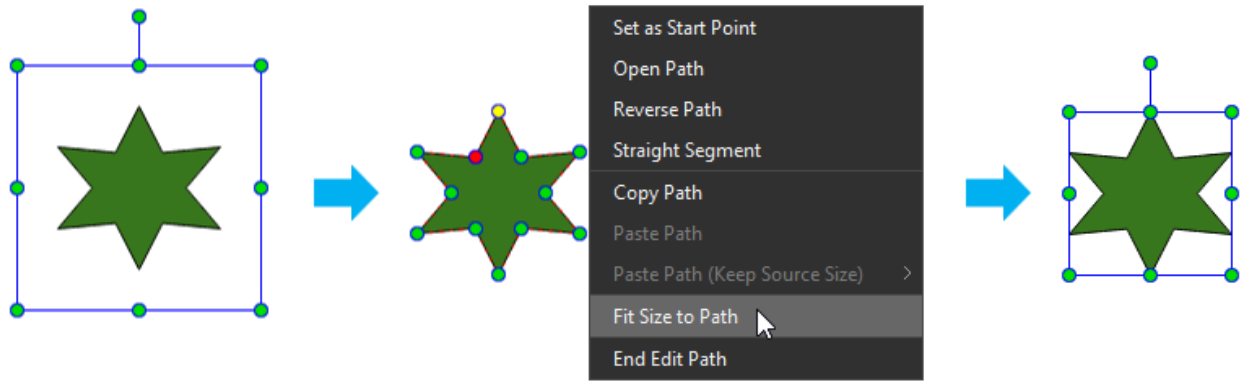 Set as Start Point
Open Path
Reverse Path
Straight Segment
Copy Path
Paste Path
Paste Path (Keep Source Size)
Fit Size to Path
End Edit Path